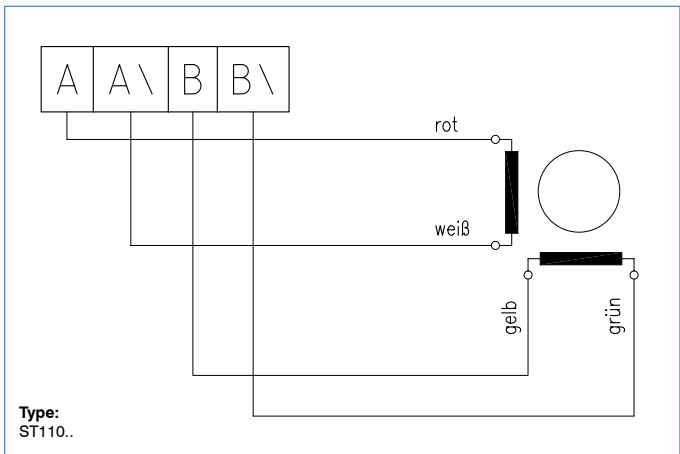 A A\ B B\
rot
weiß
gelb
grün
Type:
ST110..